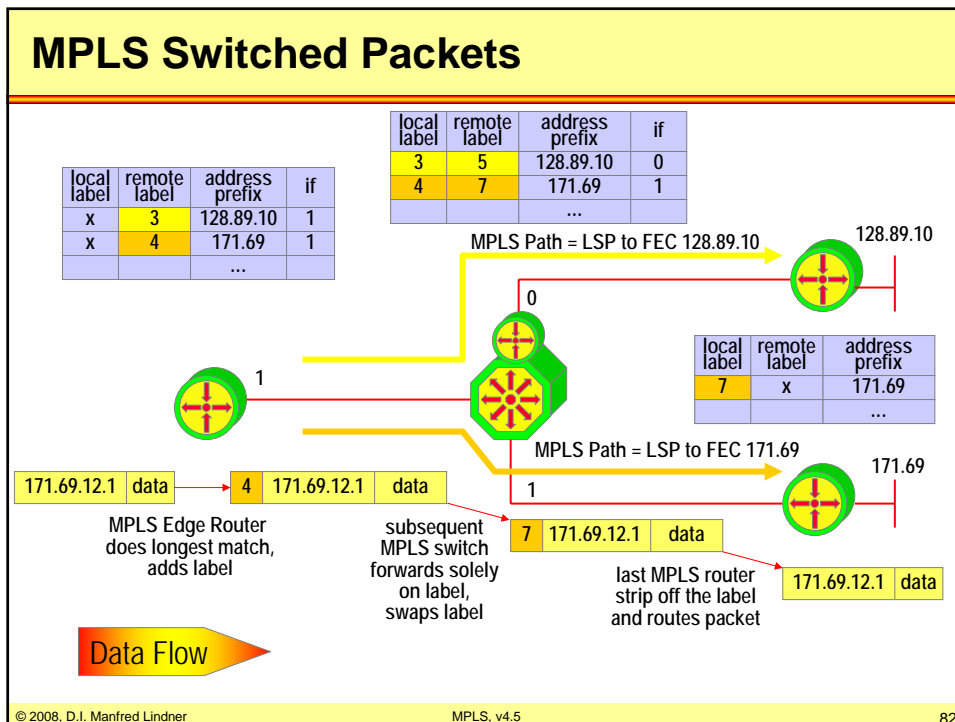 MPLS Switched Packets
local label remote label address prefix if
3 5 128.89.10 0
4 7 171.69 1
...
local label remote label address prefix if
x 3 128.89.10 1
x 4 171.69 1
...
MPLS Path = LSP to FEC 128.89.10
128.89.10
0
1
local label remote label address prefix
7 x 171.69
...
MPLS Path = LSP to FEC 171.69
171.69
1
171.69.12.1 data
4 171.69.12.1 data
MPLS Edge Router
does longest match,
adds label
subsequent
MPLS switch
forwards solely
on label,
swaps label
7 171.69.12.1 data
last MPLS router
strip off the label
and routes packet
171.69.12.1 data
Data Flow
© 2008, D.I. Manfred Lindner
MPLS, v4.5
82